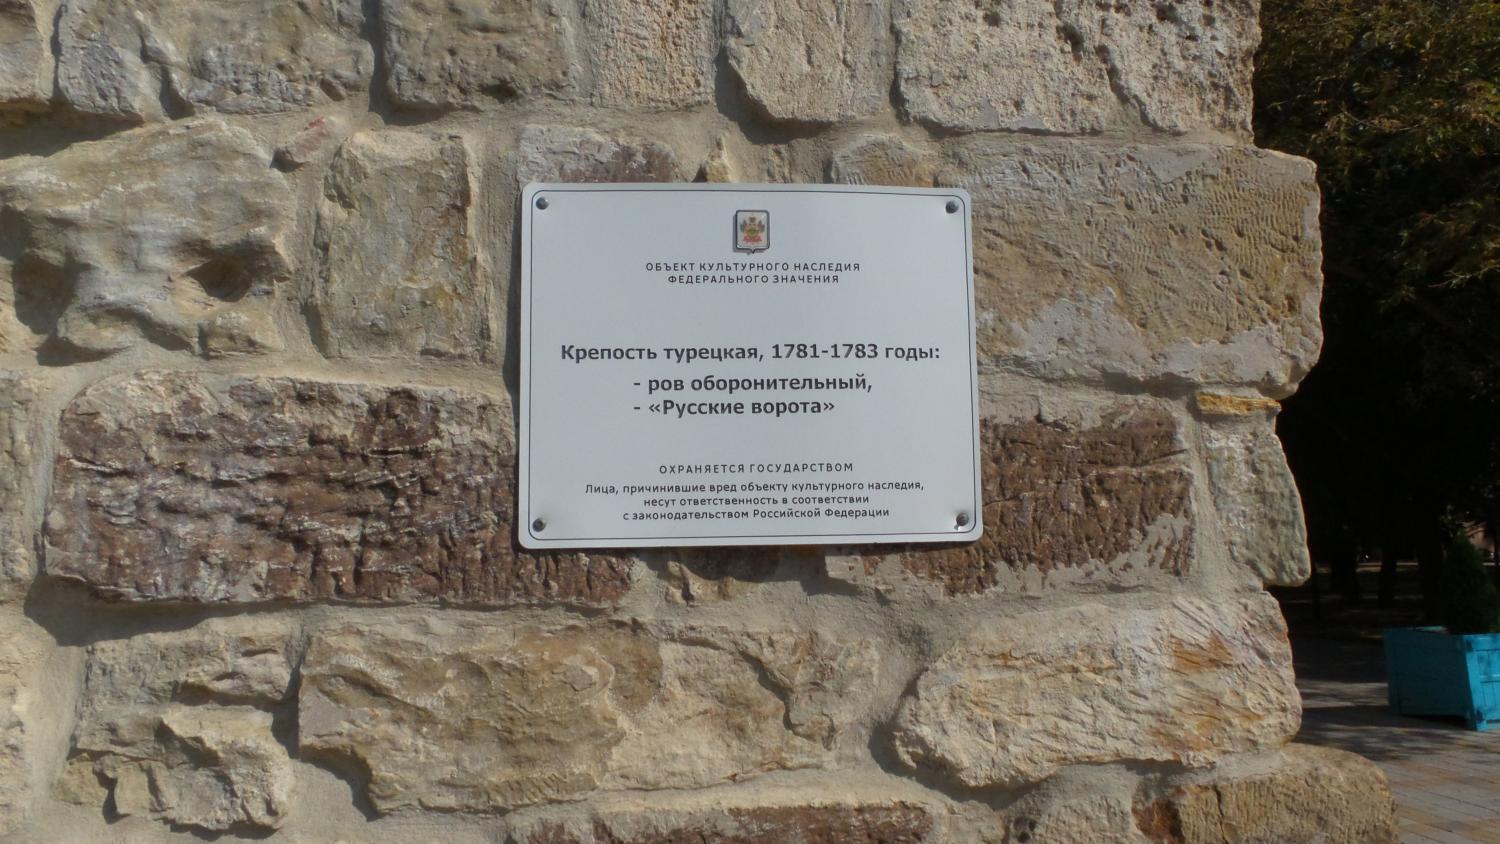 ОБЪЕКТ КУЛЬТУРНОГО НАСЛЕДИЯ
ФЕДЕРАЛЬНОГО ЗНАЧЕНИЯ
Крепость турецкая, 1781-1783 годы:
- ров оборонительный,
- «Русские ворота»
ОХРАНЯЕТСЯ ГОСУДАРСТВОМ
Лица, причинившие вред объекту культурного наследия,
несут ответственность в соответствии
с законодательством Российской Федерации